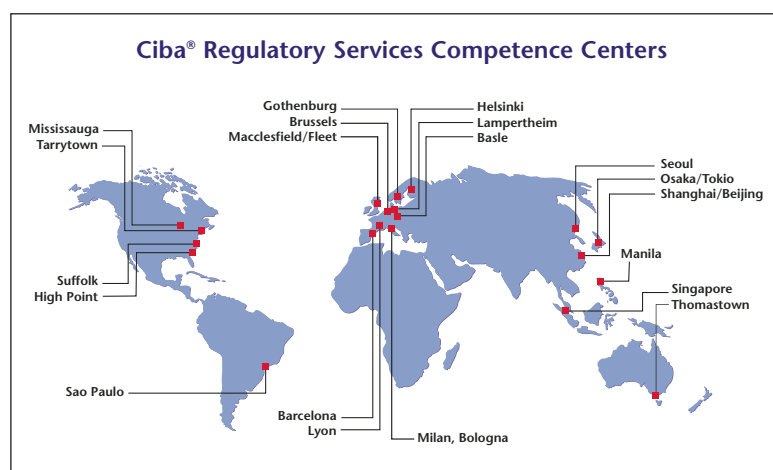 Ciba® Regulatory Services Competence Centers
Gothenburg
Brussels
Macclesfield/Fleet
Helsinki
Lampertheim
Basle
Mississauga
Tarrytown
Seoul
Osaka/Tokio
Shanghai/Beijing
Manila
Suffolk
High Point
Singapore
Thomastown
Sao Paulo
Barcelona
Lyon
Milan, Bologna